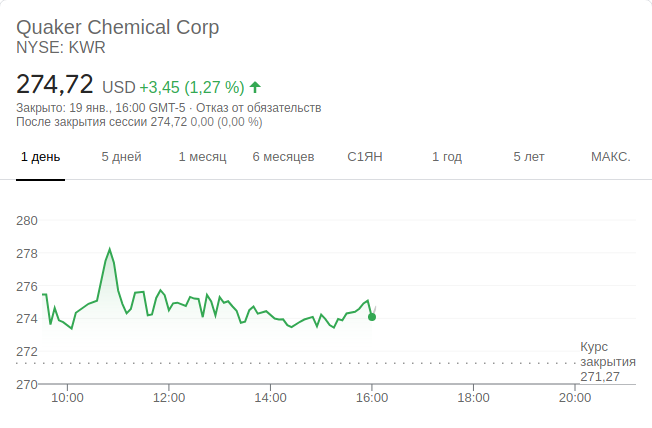 Quaker Chemical Corp
NYSE: KWR
274,72 USD +3,45 (1,27 %)
Закрыто: 19 янв., 16:00 GMT-5 · Отказ от обязательств
После закрытия сессии 274,72 0,00 (0,00 %)
1 день 5 дней 1 месяц 6 месяцев С1ЯН 1 год 5 лет МАКС.
280
278
276
274
272
270
Курс
закрытия
271,27
10:00 12:00 14:00 16:00 18:00 20:00